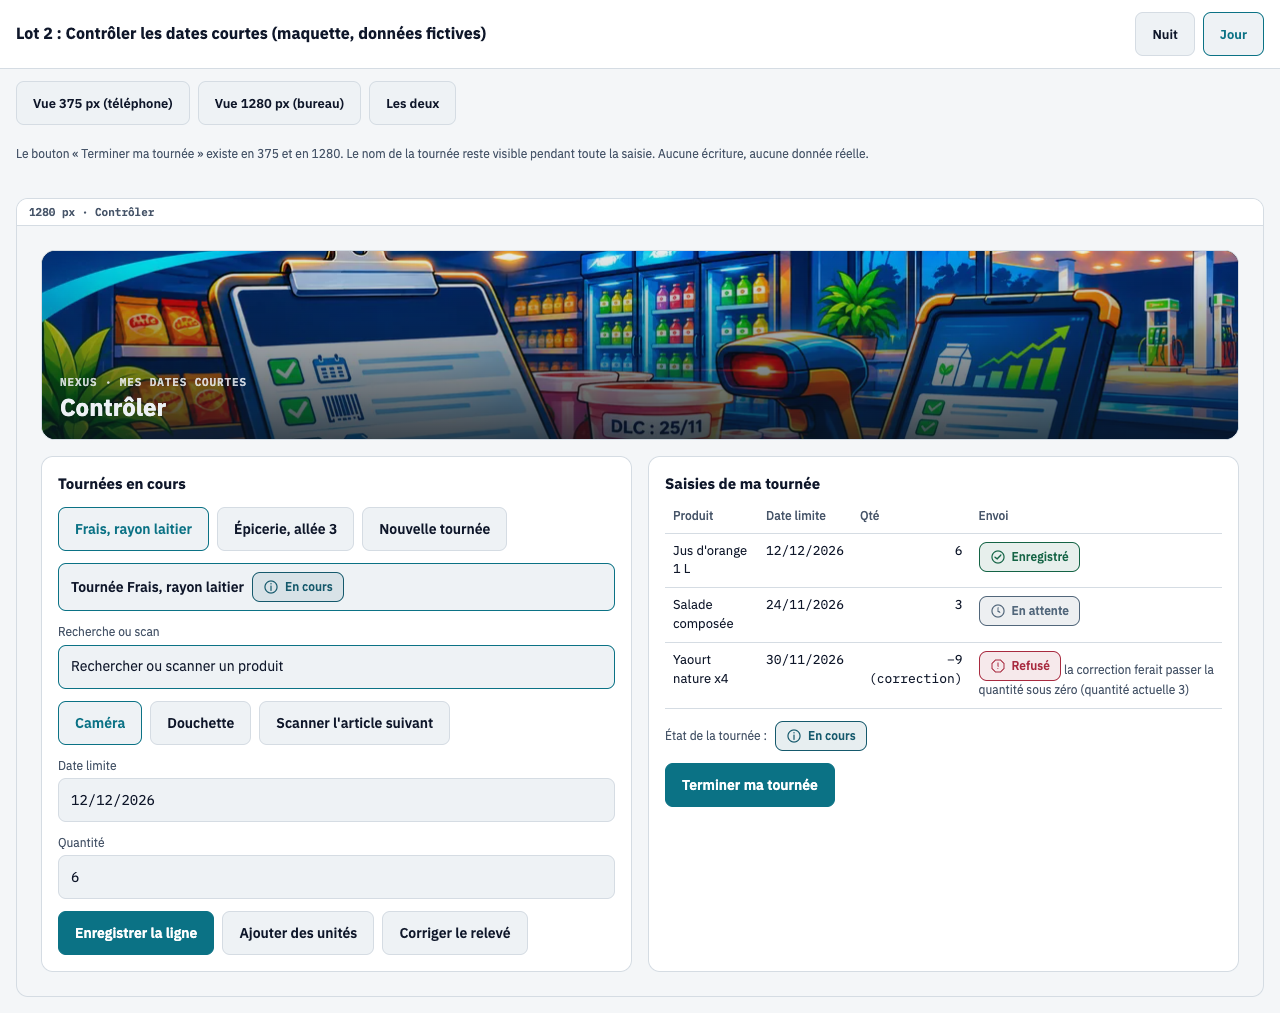 Lot 2 : Contrôler les dates courtes (maquette, données fictives)
Nuit
Jour
Vue 375 px (téléphone)
Vue 1280 px (bureau)
Les deux
Le bouton « Terminer ma tournée » existe en 375 et en 1280. Le nom de la tournée reste visible pendant toute la saisie. Aucune écriture, aucune donnée réelle.
1280 px · Contrôler
NEXUS · MES DATES COURTES
Contrôler
DLC : 25/11
Tournées en cours
Frais, rayon laitier
Épicerie, allée 3
Nouvelle tournée
Tournée Frais, rayon laitier
En cours
Recherche ou scan
Rechercher ou scanner un produit
Caméra
Douchette
Scanner l'article suivant
Date limite
12/12/2026
Quantité
6
Enregistrer la ligne
Ajouter des unités
Corriger le relevé
Saisies de ma tournée
Produit Date limite Qté Envoi
Jus d'orange 12/12/2026 6 Enregistré
1 L
Salade 24/11/2026 3 En attente
composée
Yaourt 30/11/2026 −9 Refusé la correction ferait passer la
nature x4 (correction) quantité sous zéro (quantité actuelle 3)
État de la tournée : En cours
Terminer ma tournée